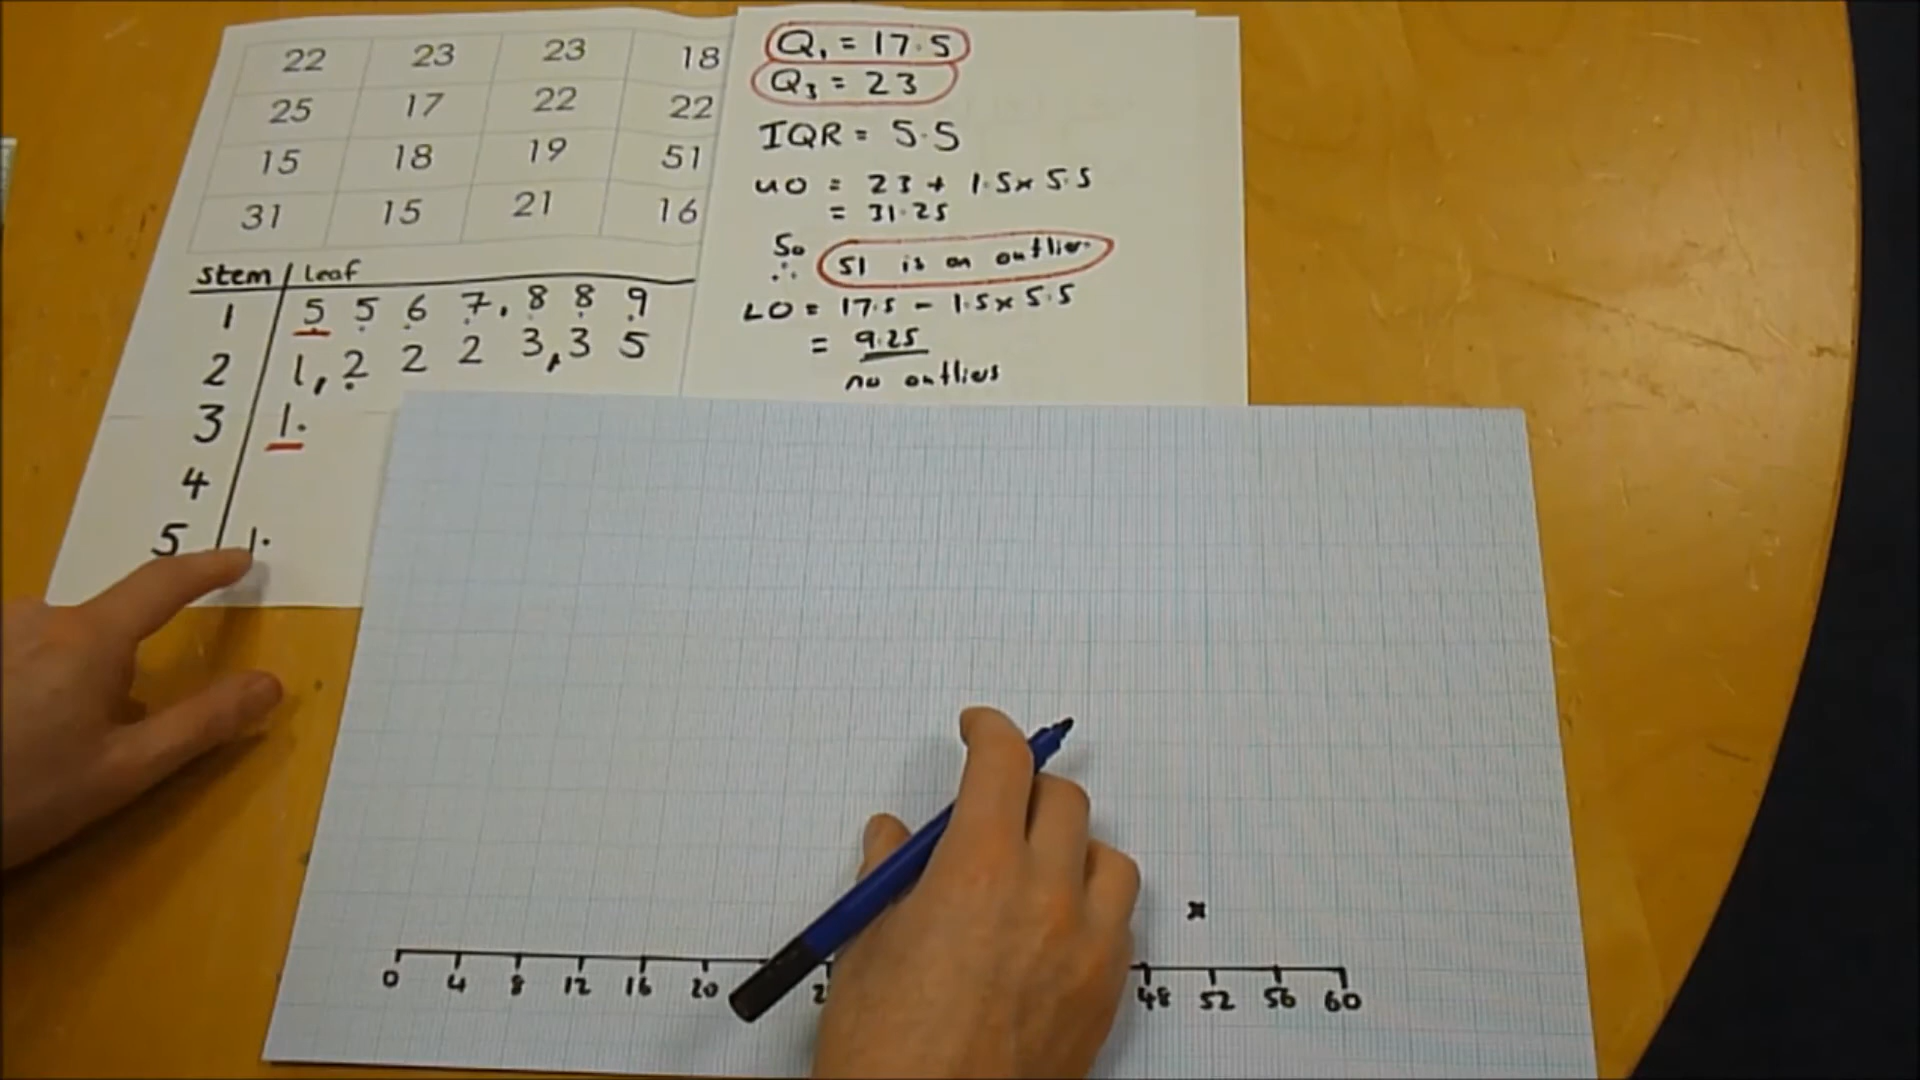 22 23 23 18
25 17 22 22
15 18 19 51
31 15 21 16
stem leaf
1 5 5 6 7. 8 8 9
2 1, 2 2 2 3, 3 5
3 1.
4
5 1.
Q1 = 17.5
Q3 = 23
IQR = 5.5
UO = 23 + 1.5x 5.5
= 31.25
So
∴ 51 is an outlier
LO = 17.5 - 1.5x 5.5
= 9.25
no outliers
x
0 4 8 12 16 20 48 52 56 60